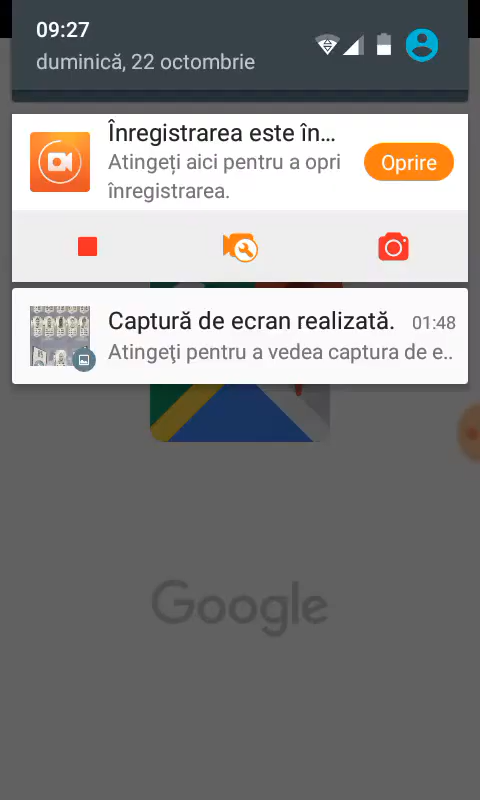 09:27
duminică, 22 octombrie
Înregistrarea este în...
Atingeți aici pentru a opri
înregistrarea.
Oprire
Captură de ecran realizată.
01:48
Atingeţi pentru a vedea captura de e..
Google